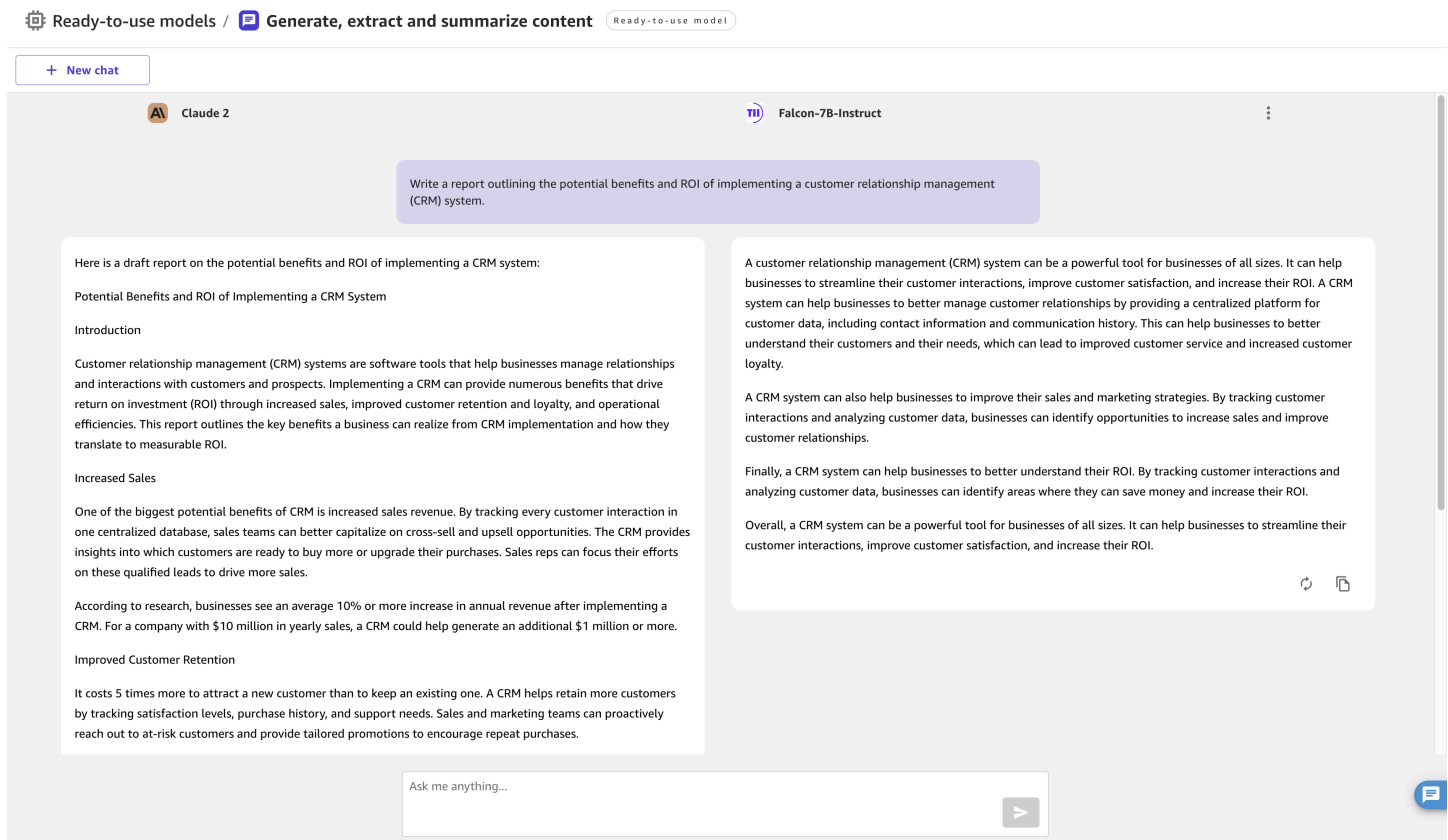 Ready-to-use models / Generate, extract and summarize content Ready-to-use model
+ New chat
Claude 2
TII Falcon-7B-Instruct
Write a report outlining the potential benefits and ROI of implementing a customer relationship management
(CRM) system.
Here is a draft report on the potential benefits and ROI of implementing a CRM system:
Potential Benefits and ROI of Implementing a CRM System
Introduction
Customer relationship management (CRM) systems are software tools that help businesses manage relationships
and interactions with customers and prospects. Implementing a CRM can provide numerous benefits that drive
return on investment (ROI) through increased sales, improved customer retention and loyalty, and operational
efficiencies. This report outlines the key benefits a business can realize from CRM implementation and how they
translate to measurable ROI.
Increased Sales
One of the biggest potential benefits of CRM is increased sales revenue. By tracking every customer interaction in
one centralized database, sales teams can better capitalize on cross-sell and upsell opportunities. The CRM provides
insights into which customers are ready to buy more or upgrade their purchases. Sales reps can focus their efforts
on these qualified leads to drive more sales.
According to research, businesses see an average 10% or more increase in annual revenue after implementing a
CRM. For a company with $10 million in yearly sales, a CRM could help generate an additional $1 million or more.
Improved Customer Retention
It costs 5 times more to attract a new customer than to keep an existing one. A CRM helps retain more customers
by tracking satisfaction levels, purchase history, and support needs. Sales and marketing teams can proactively
reach out to at-risk customers and provide tailored promotions to encourage repeat purchases.
A customer relationship management (CRM) system can be a powerful tool for businesses of all sizes. It can help
businesses to streamline their customer interactions, improve customer satisfaction, and increase their ROI. A CRM
system can help businesses to better manage customer relationships by providing a centralized platform for
customer data, including contact information and communication history. This can help businesses to better
understand their customers and their needs, which can lead to improved customer service and increased customer
loyalty.
A CRM system can also help businesses to improve their sales and marketing strategies. By tracking customer
interactions and analyzing customer data, businesses can identify opportunities to increase sales and improve
customer relationships.
Finally, a CRM system can help businesses to better understand their ROI. By tracking customer interactions and
analyzing customer data, businesses can identify areas where they can save money and increase their ROI.
Overall, a CRM system can be a powerful tool for businesses of all sizes. It can help businesses to streamline their
customer interactions, improve customer satisfaction, and increase their ROI.
Ask me anything...